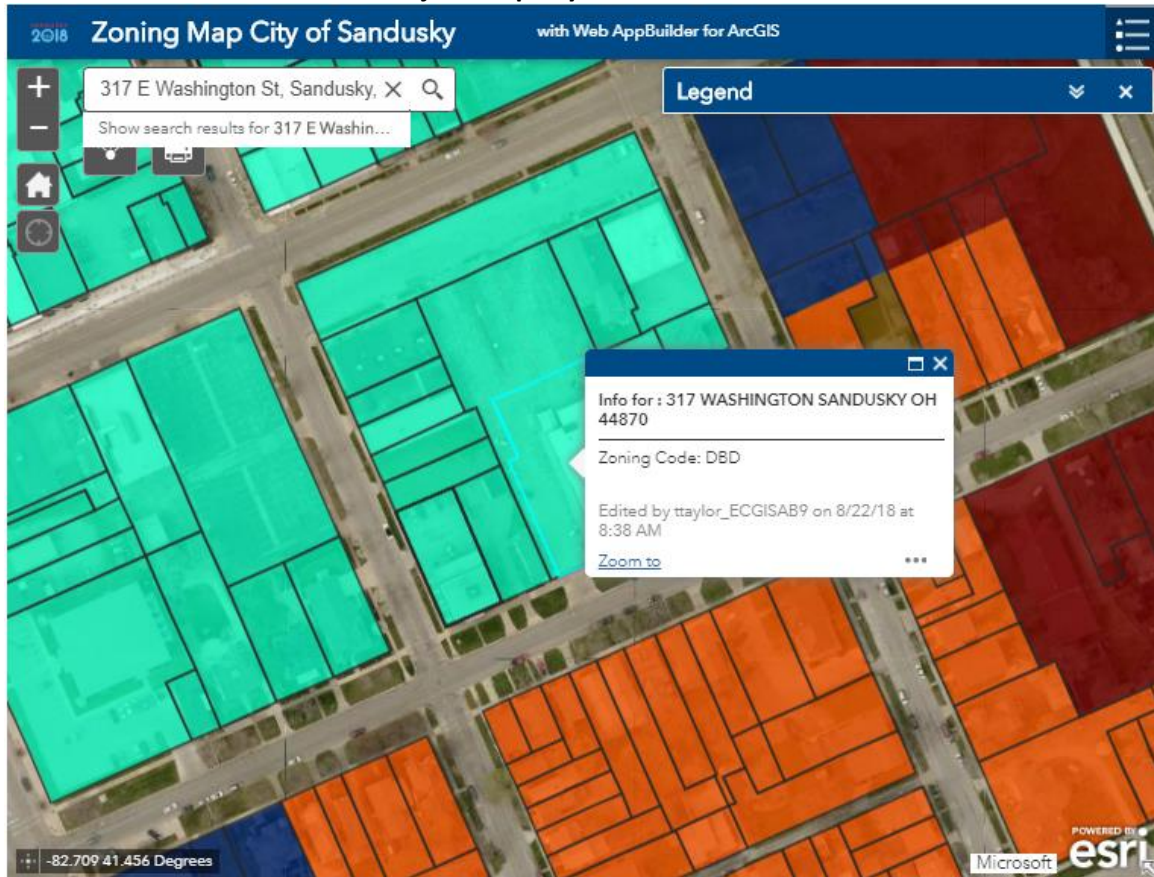 2018 Zoning Map City of Sandusky with Web AppBuilder for ArcGIS
317 E Washington St, Sandusky,
Show search results for 317 E Washin...
Legend
Info for : 317 WASHINGTON SANDUSKY OH
44870
Zoning Code: DBD
Edited by ttaylor_ECGISAB9 on 8/22/18 at
8:38 AM
Zoom to
-82.709 41.456 Degrees
Microsoft
POWERED BY
esri